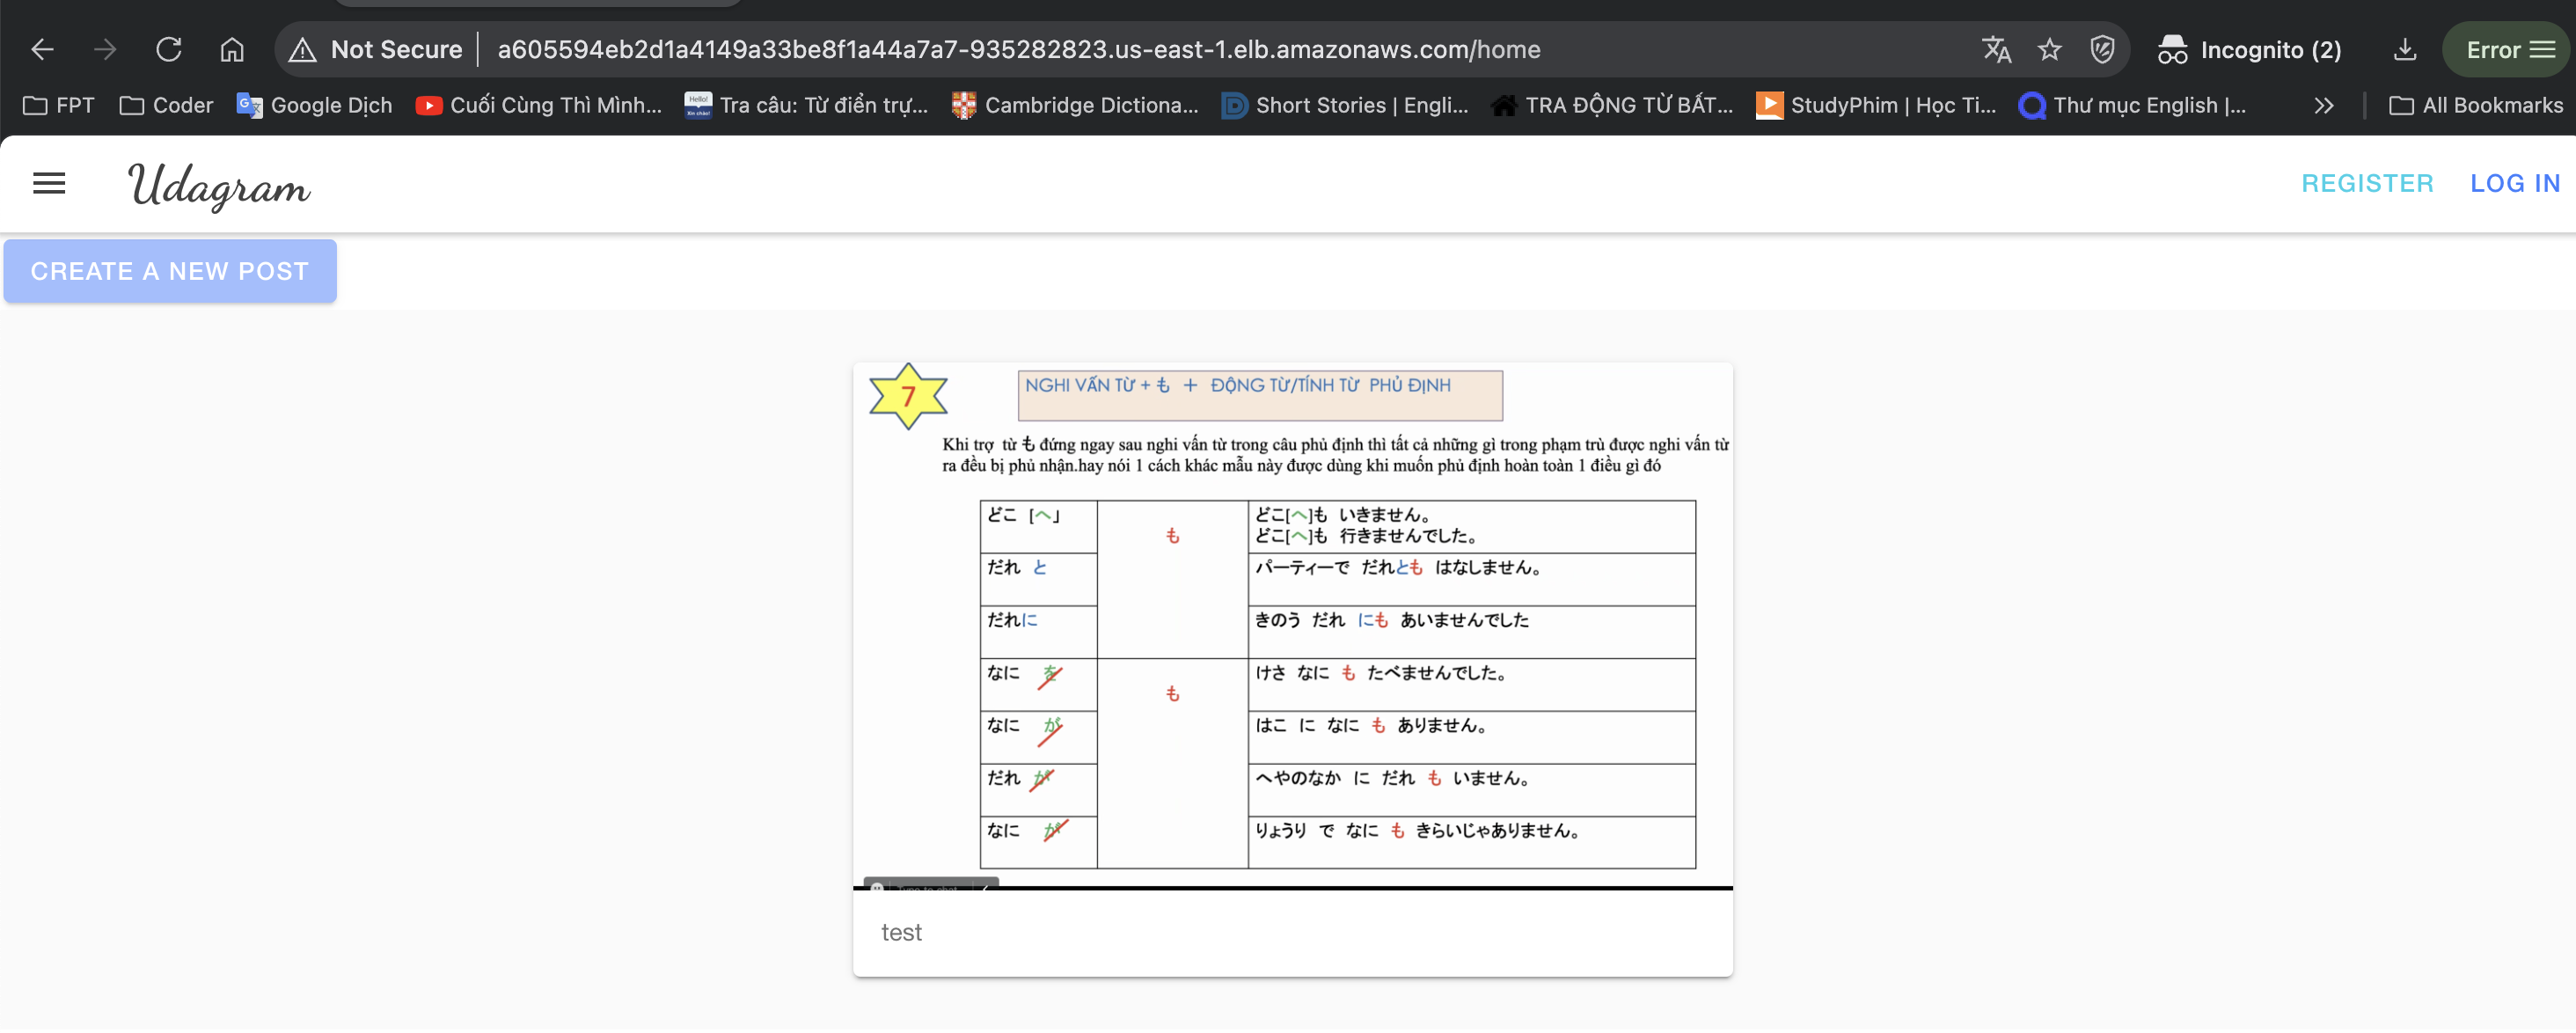 Not Secure
a605594eb2d1a4149a33be8f1a44a7a7-935282823.us-east-1.elb.amazonaws.com/home
Incognito (2)
Error
FPT
Coder
Google Dịch
Cuối Cùng Thì Mình...
Tra câu: Từ điển trự...
Cambridge Dictiona...
Short Stories | Engli...
TRA ĐỘNG TỪ BẤT...
StudyPhim | Học Ti...
Thư mục English |...
All Bookmarks
Udagram
REGISTER
LOG IN
CREATE A NEW POST
7
NGHI VẤN TỪ + も + ĐỘNG TỪ/TÍNH TỪ PHỦ ĐỊNH
Khi trợ từ も đứng ngay sau nghi vấn từ trong câu phủ định thì tất cả những gì trong phạm trù được nghi vấn từ
ra đều bị phủ nhận.hay nói 1 cách khác mẫu này được dùng khi muốn phủ định hoàn toàn 1 điều gì đó
どこ [へ」
も
どこ[へ]も いきません。
どこ[へ]も 行きませんでした。
だれ と
パーティーで だれとも はなしません。
だれに
きのう だれ にも あいませんでした
なに を
も
けさ なに も たべませんでした。
なに が
はこ に なに も ありません。
だれ が
へやのなか に だれ も いません。
なに が
りょうり で なに も きらいじゃありません。
test